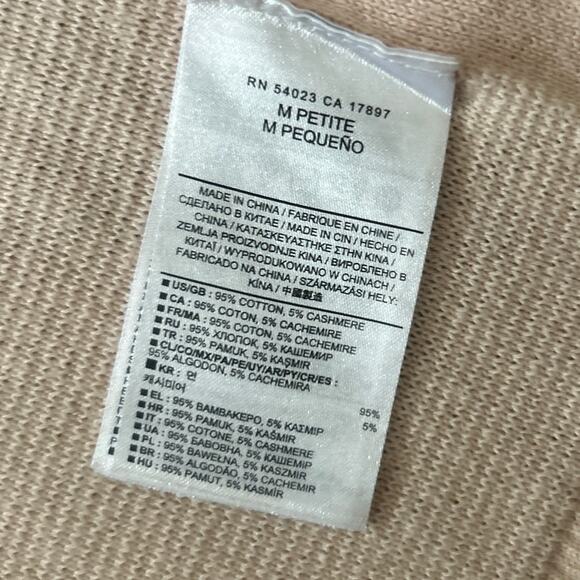 RN 54023 CA 17897
M PETITE
M PEQUEÑO
MADE IN CHINA / FABRIQUE EN CHINE /
СДЕЛАНО В КИТАЕ / MADE IN CIN / HECHO EN
CHINA / ΚΑΤΑΣΚΕΥΑΣΤΗΚΕ ΣΤΗΝ ΚΙΝΑ /
ZEMLJA PROIZVODNJE KINA / ВИРОБЛЕНО В
КИТАЇ / WYPRODUKOWANO W CHINACH /
FABRICADO NA CHINA / SZÁRMAZÁSI HELY:
KÍNA / 中國製造
■ US/GB : 95% COTTON, 5% CASHMERE
■ CA : 95% COTON, 5% CACHEMIRE
■ FR/MA : 95% COTON, 5% CACHEMIRE
■ RU : 95% ХЛОПОК, 5% КАШЕМИР
■ TR : 95% PAMUK, 5% KAŞMİR
■ CL/CO/MX/PA/PE/UY/AR/PY/CR/ES :
95% ALGODON, 5% CACHEMIRA
■ KR : 면 95%
캐시미어 5%
■ EL : 95% ΒΑΜΒΑΚΕΡΟ, 5% ΚΑΣΜΙΡ
■ HR : 95% PAMUK, 5% KAŠMIR
■ IT : 95% COTONE, 5% CASHMERE
■ UA : 95% БАВОВНА, 5% КАШЕМІР
■ PL : 95% BAWEŁNA, 5% KASZMIR
■ BR : 95% ALGODÃO, 5% CACHEMIR
■ HU : 95% PAMUT, 5% KASMÍR